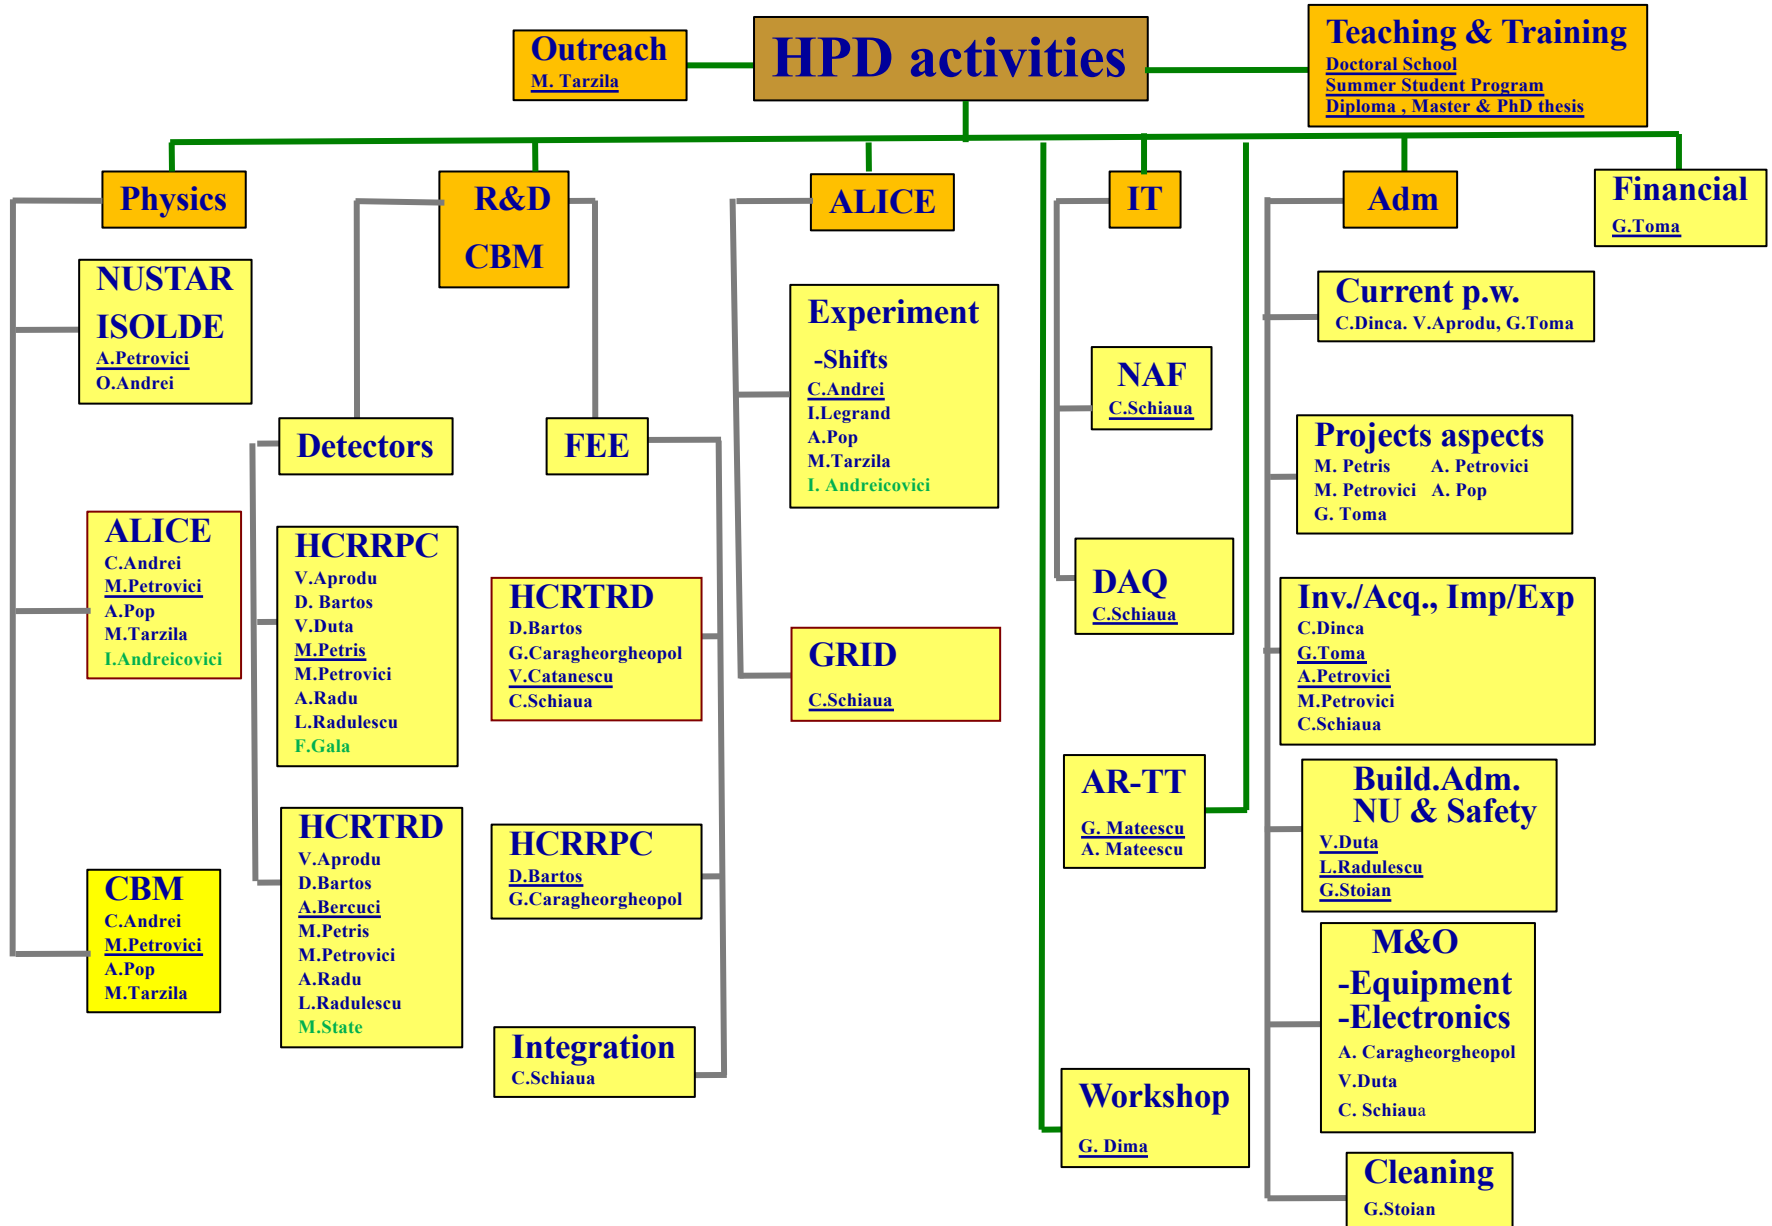 HPD activities
Outreach
M. Tarzila
Teaching & Training
Doctoral School
Summer Student Program
Diploma , Master & PhD thesis
Physics
NUSTAR
ISOLDE
A.Petrovici
O.Andrei
ALICE
C.Andrei
M.Petrovici
A.Pop
M.Tarzila
I.Andreicovici
CBM
C.Andrei
M.Petrovici
A.Pop
M.Tarzila
R&D
CBM
Detectors
HCRRPC
V.Aprodu
D. Bartos
V.Duta
M.Petris
M.Petrovici
A.Radu
L.Radulescu
F.Gala
HCRTRD
V.Aprodu
D.Bartos
A.Bercuci
M.Petris
M.Petrovici
A.Radu
L.Radulescu
M.State
FEE
HCRTRD
D.Bartos
G.Caragheorgheopol
V.Catanescu
C.Schiaua
HCRRPC
D.Bartos
G.Caragheorgheopol
Integration
C.Schiaua
ALICE
Experiment
-Shifts
C.Andrei
I.Legrand
A.Pop
M.Tarzila
I. Andreicovici
GRID
C.Schiaua
IT
NAF
C.Schiaua
DAQ
C.Schiaua
AR-TT
G. Mateescu
A. Mateescu
Workshop
G. Dima
Adm
Current p.w.
C.Dinca. V.Aprodu, G.Toma
Projects aspects
M. Petris A. Petrovici
M. Petrovici A. Pop
G. Toma
Inv./Acq., Imp/Exp
C.Dinca
G.Toma
A.Petrovici
M.Petrovici
C.Schiaua
Build.Adm.
NU & Safety
V.Duta
L.Radulescu
G.Stoian
M&O
-Equipment
-Electronics
A. Caragheorgheopol
V.Duta
C. Schiaua
Cleaning
G.Stoian
Financial
G.Toma